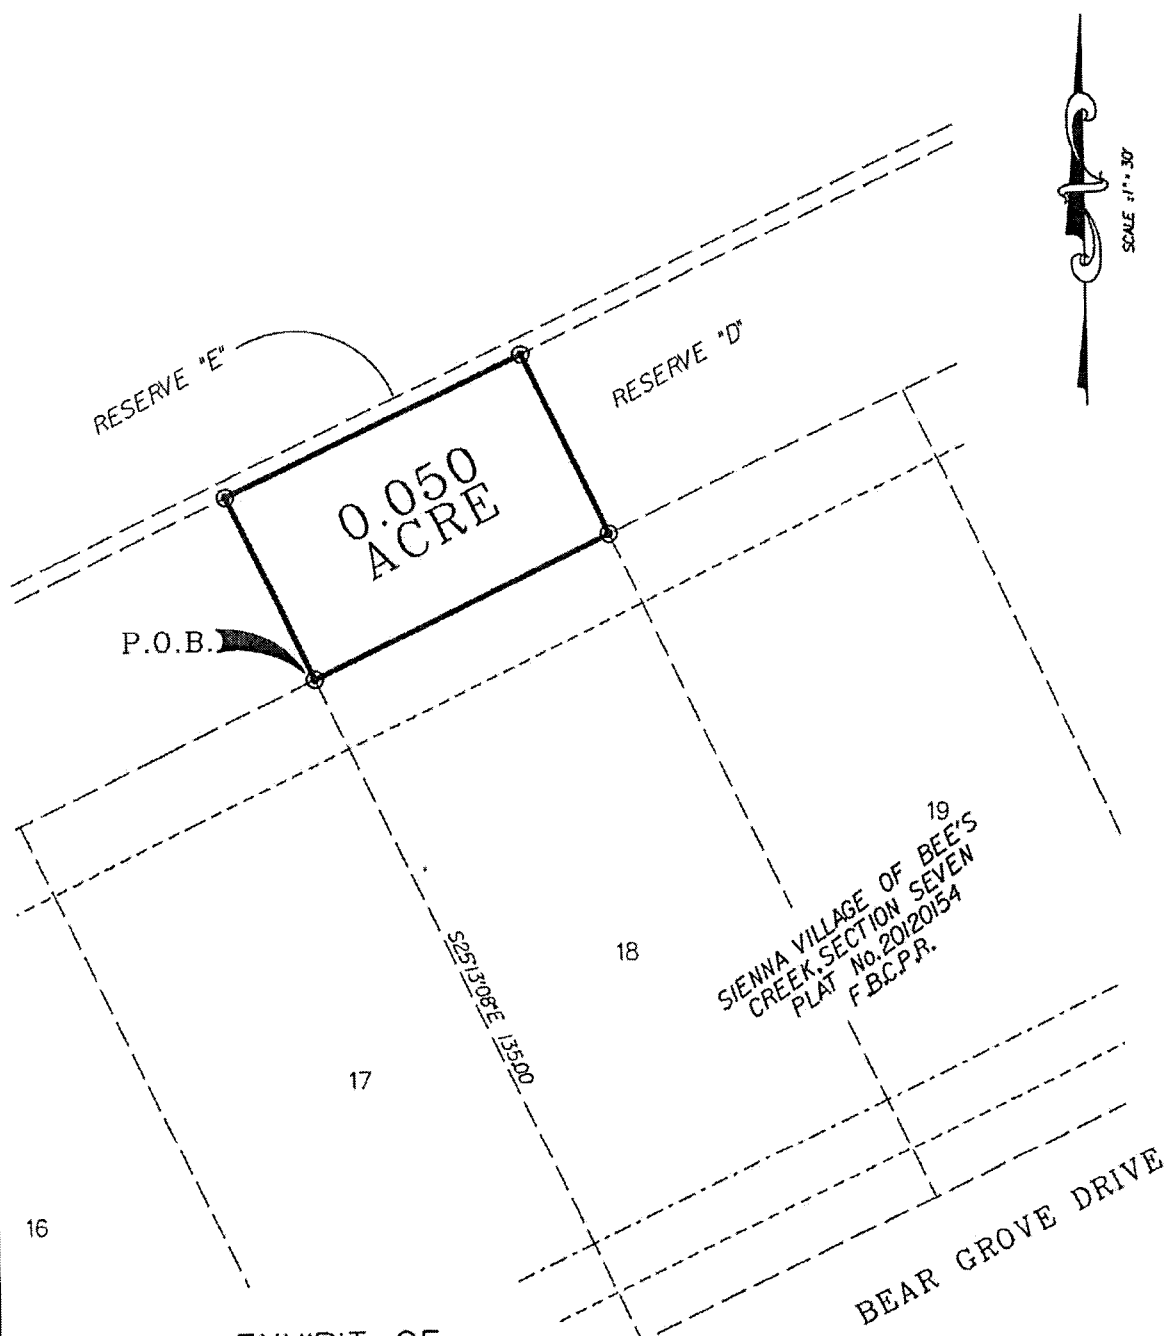 SCALE :1" = 30'
RESERVE "E"
RESERVE "D"
0.050
ACRE
P.O.B.
19
SIENNA VILLAGE OF BEE'S
CREEK, SECTION SEVEN
PLAT No. 20120154
F.B.C.P.R.
18
S25°13'08"E 135.00
17
16
BEAR GROVE DRIVE